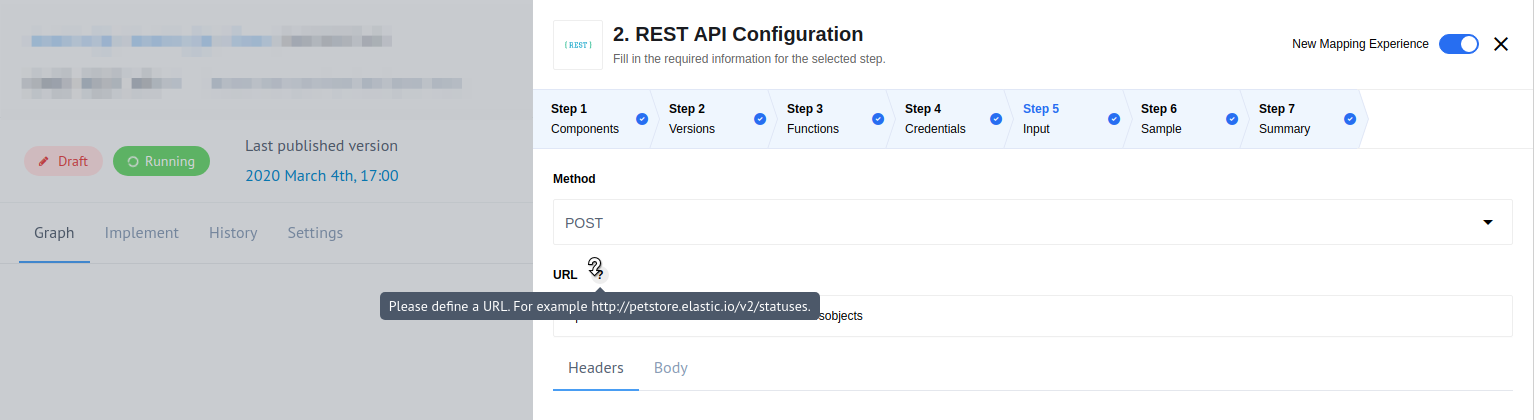 {REST}
2. REST API Configuration
Fill in the required information for the selected step.
New Mapping Experience
Step 1
Components
Step 2
Versions
Step 3
Functions
Step 4
Credentials
Step 5
Input
Step 6
Sample
Step 7
Summary
Draft
Running
Last published version
2020 March 4th, 17:00
Graph
Implement
History
Settings
Method
POST
URL
?
Please define a URL. For example http://petstore.elastic.io/v2/statuses.
sobjects
Headers
Body